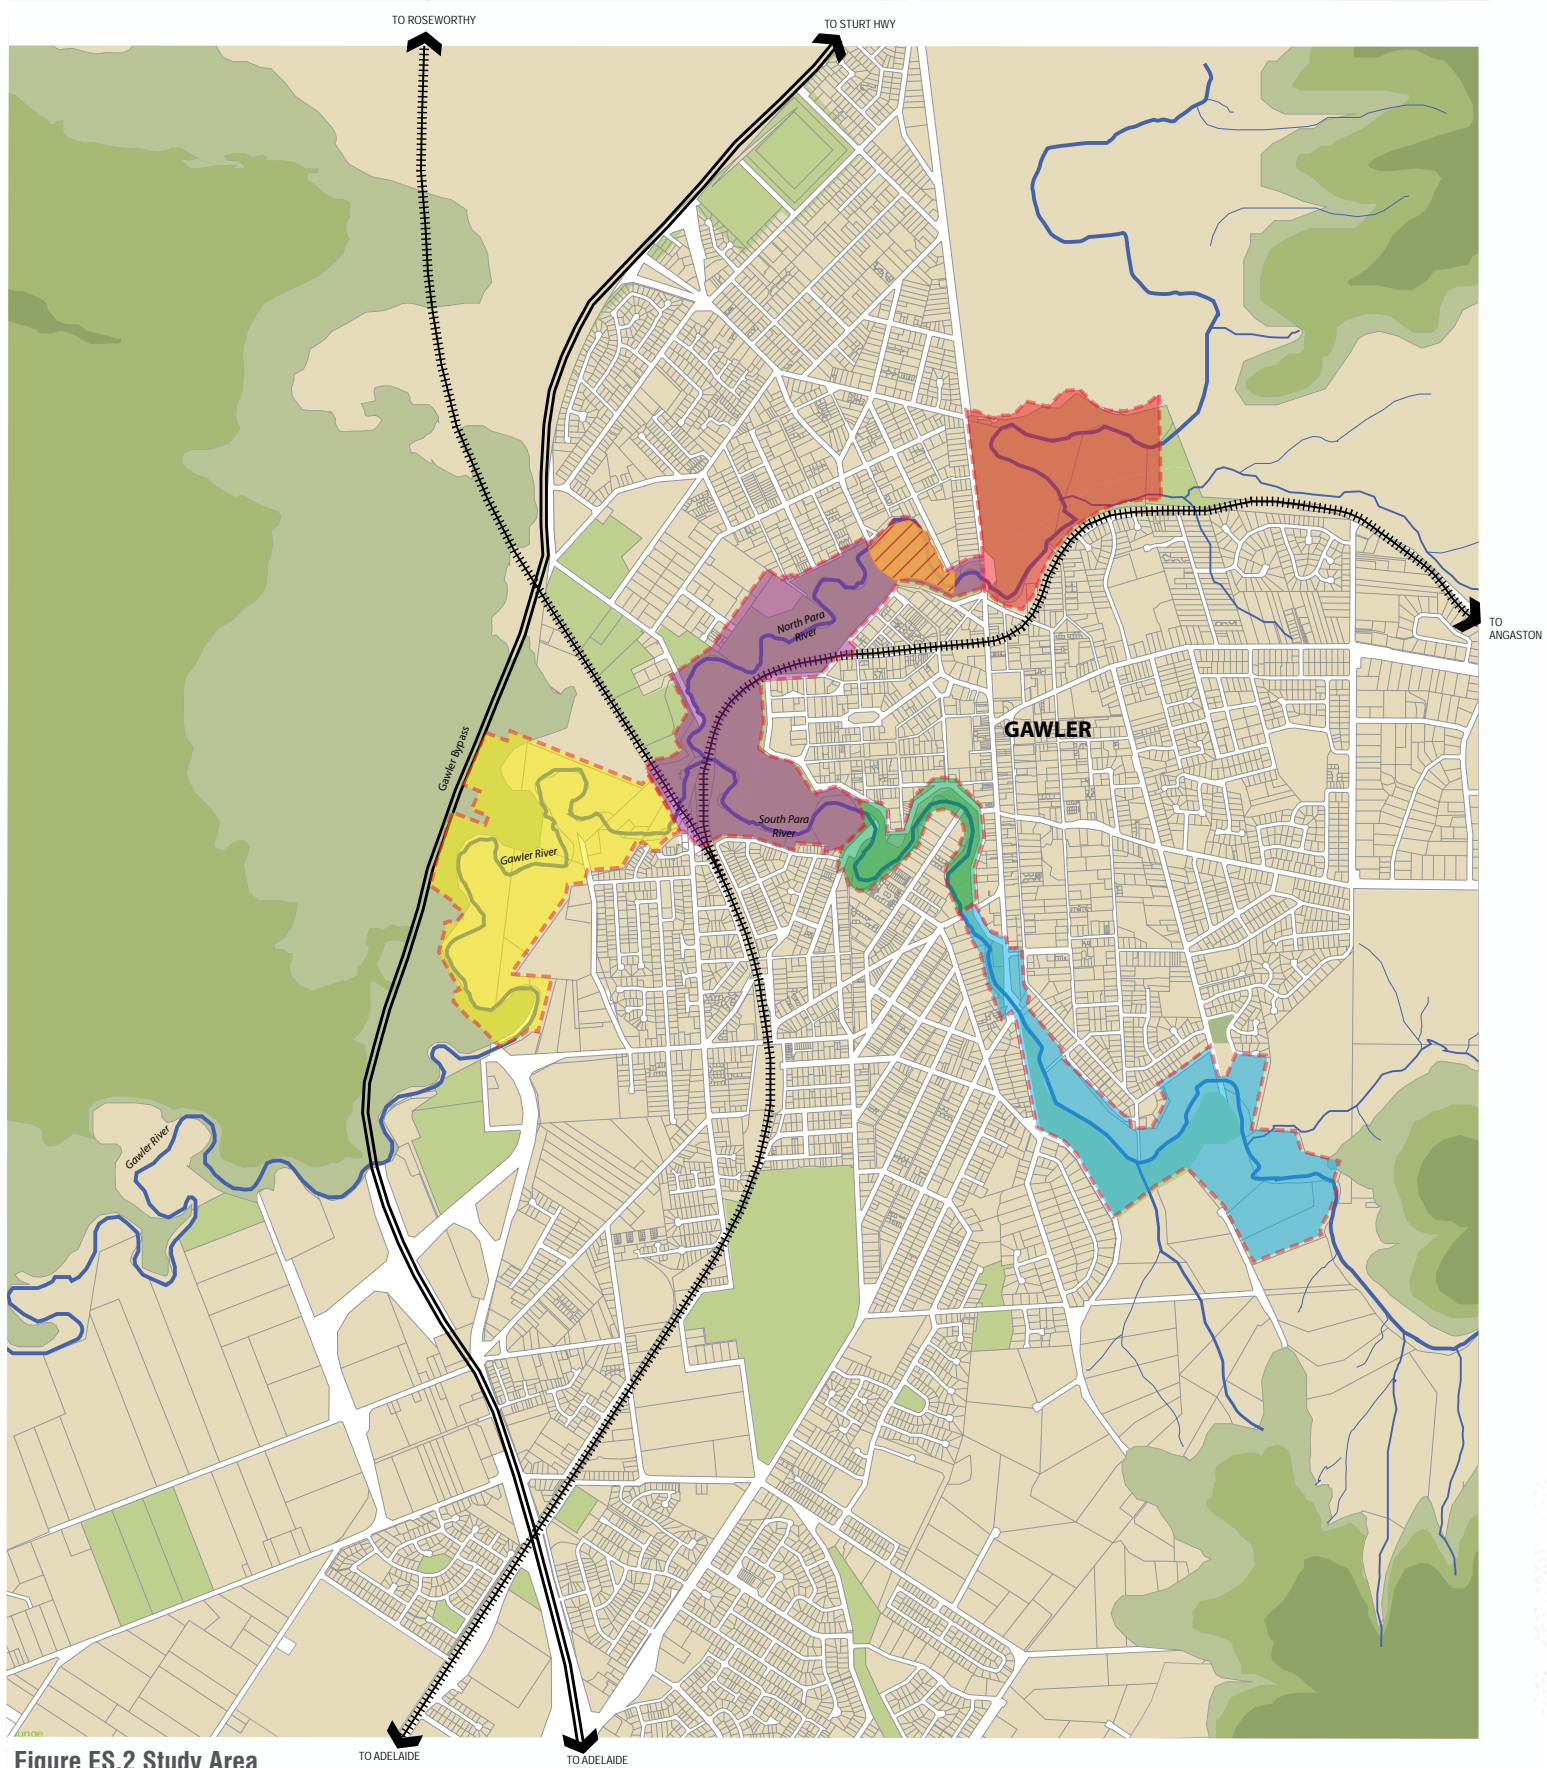 TO ROSEWORTHY
TO STURT HWY
TO
ANGASTON
North Para
River
GAWLER
Gawler Bypass
South Para
River
Gawler River
Gawler River
unge
TO ADELAIDE
TO ADELAIDE
Figure ES.2 Study Area